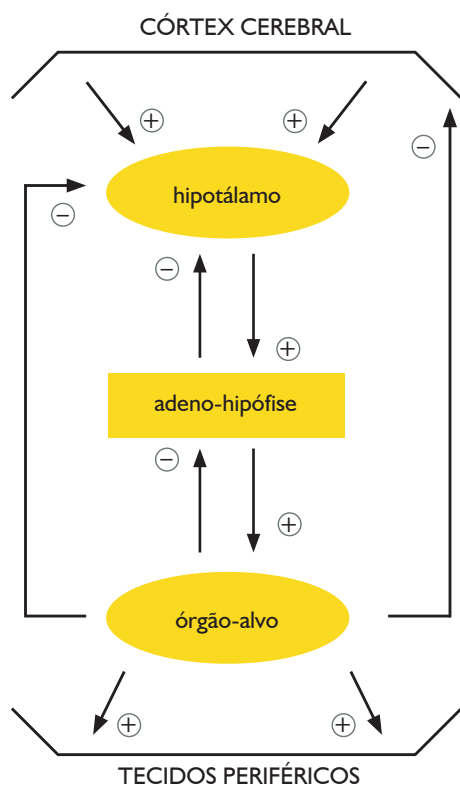 CÓRTEX CEREBRAL
+
+
−
hipotálamo
−
−
+
adeno-hipófise
−
+
órgão-alvo
+
+
TECIDOS PERIFÉRICOS